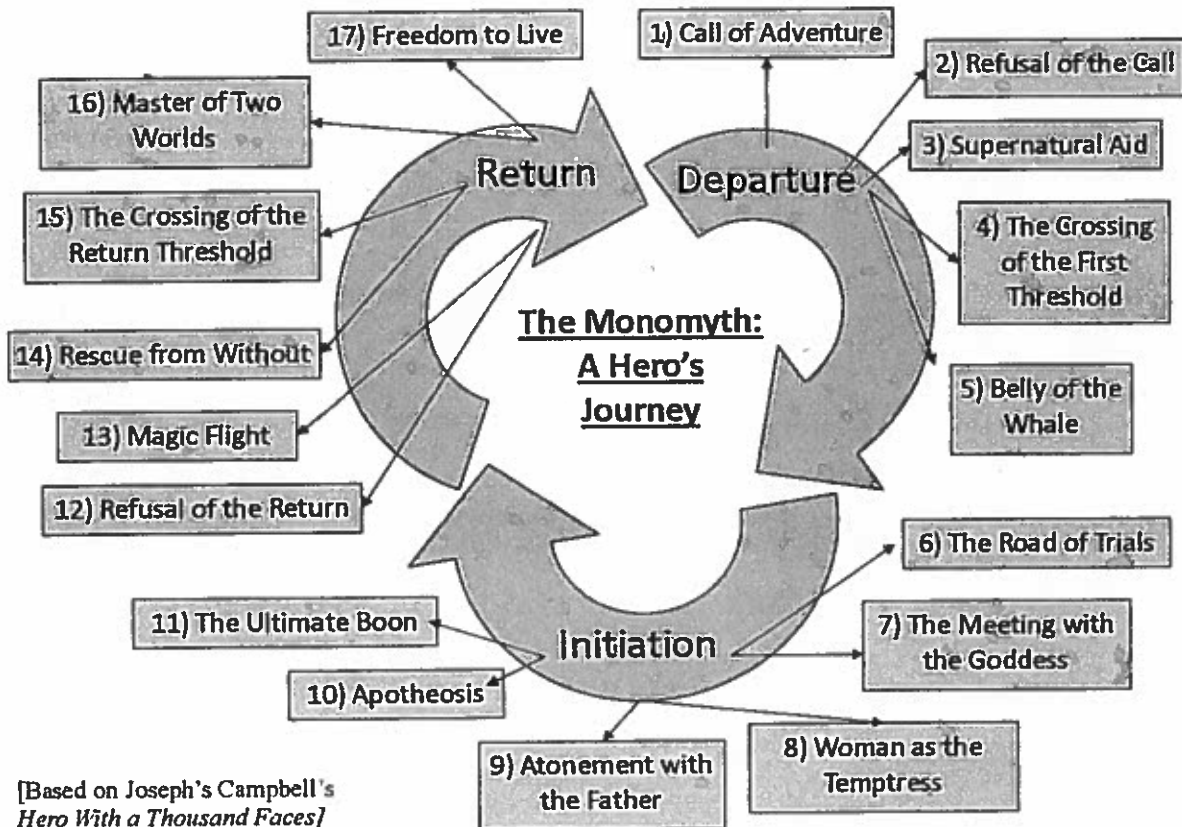 17) Freedom to Live
1) Call of Adventure
2) Refusal of the Call
16) Master of Two
Worlds
3) Supernatural Aid
Return
Departure
15) The Crossing of the
Return Threshold
4) The Crossing
of the First
Threshold
The Monomyth:
A Hero's
Journey
14) Rescue from Without
5) Belly of the
Whale
13) Magic Flight
12) Refusal of the Return
6) The Road of Trials
11) The Ultimate Boon
Initiation
7) The Meeting with
the Goddess
10) Apotheosis
9) Atonement with
the Father
8) Woman as the
Temptress
[Based on Joseph's Campbell's
Hero With a Thousand Faces]